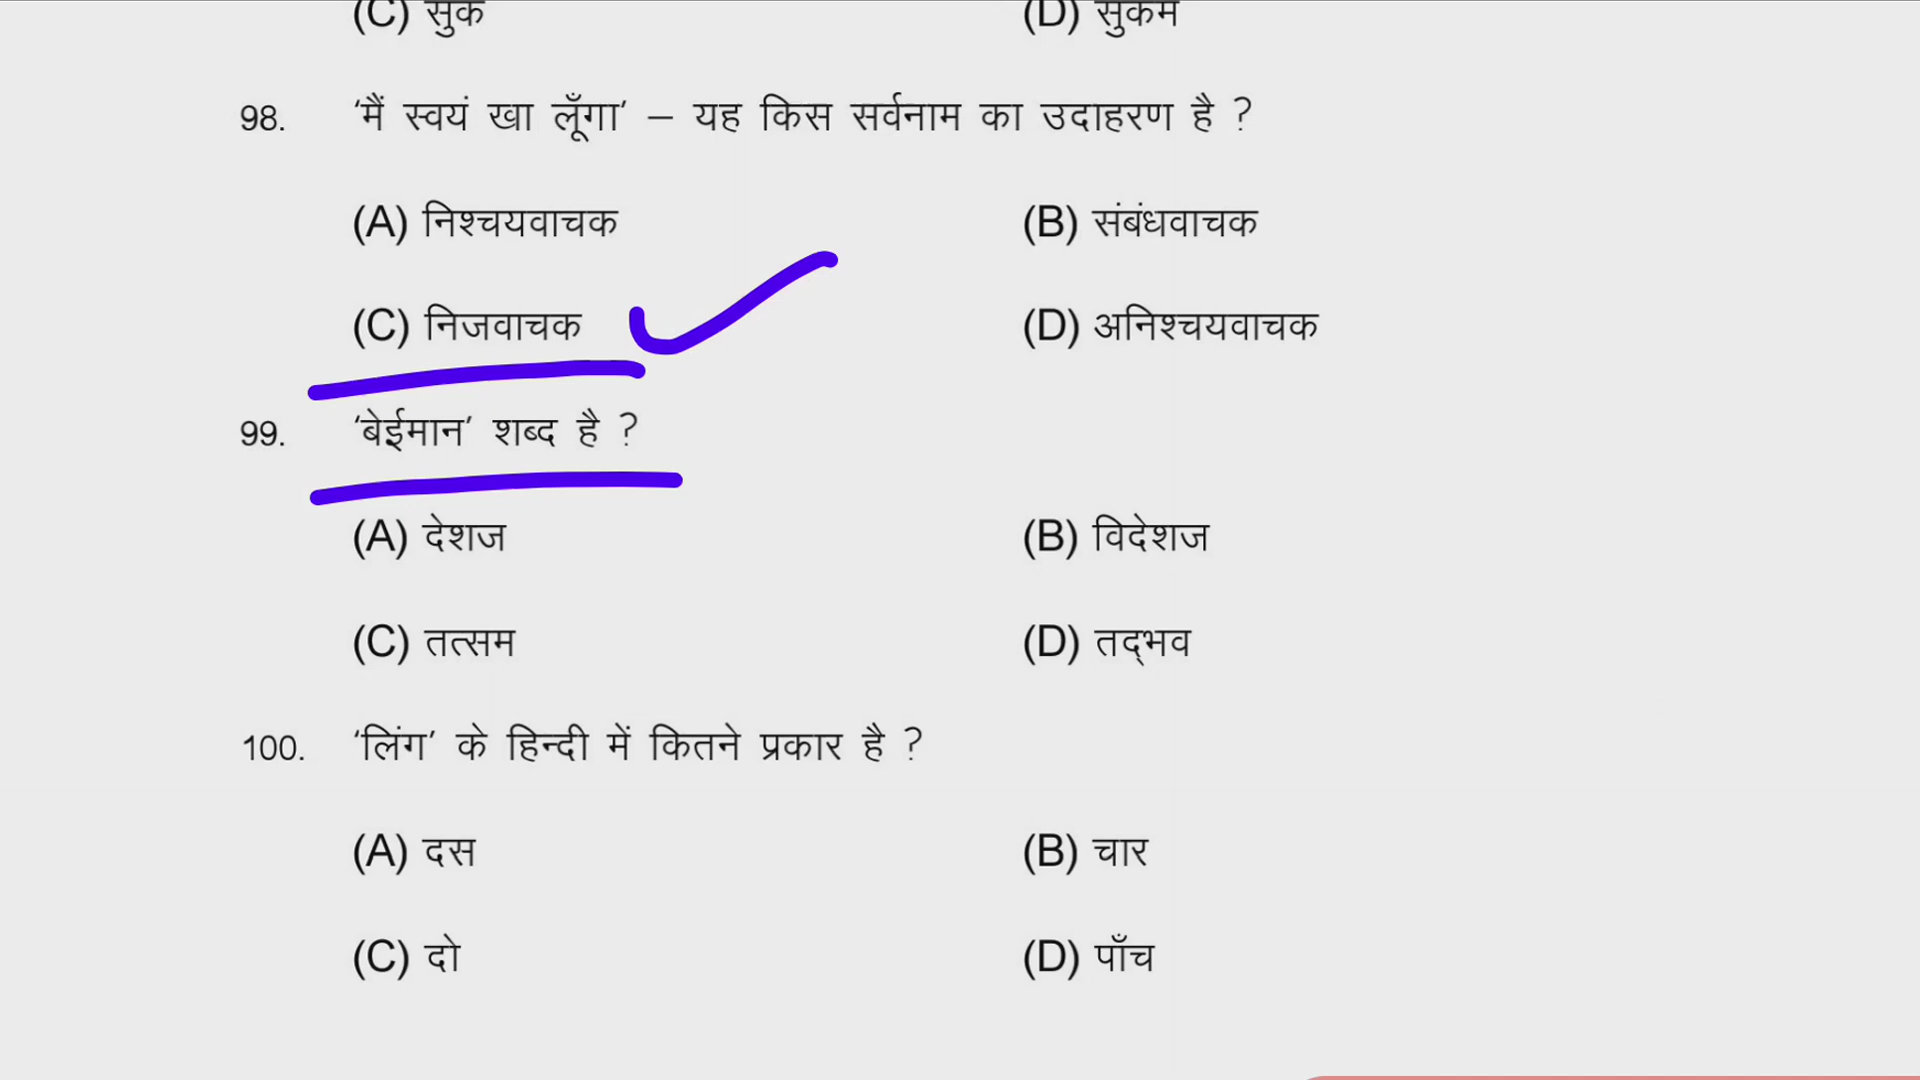 (C) सुक
(D) सुकम
98. ‘मैं स्वयं खा लूँगा’ – यह किस सर्वनाम का उदाहरण है ?
(A) निश्चयवाचक
(B) संबंधवाचक
(C) निजवाचक
(D) अनिश्चयवाचक
99. ‘बेईमान’ शब्द है ?
(A) देशज
(B) विदेशज
(C) तत्सम
(D) तद्‌भव
100. ‘लिंग’ के हिन्दी में कितने प्रकार है ?
(A) दस
(B) चार
(C) दो
(D) पाँच